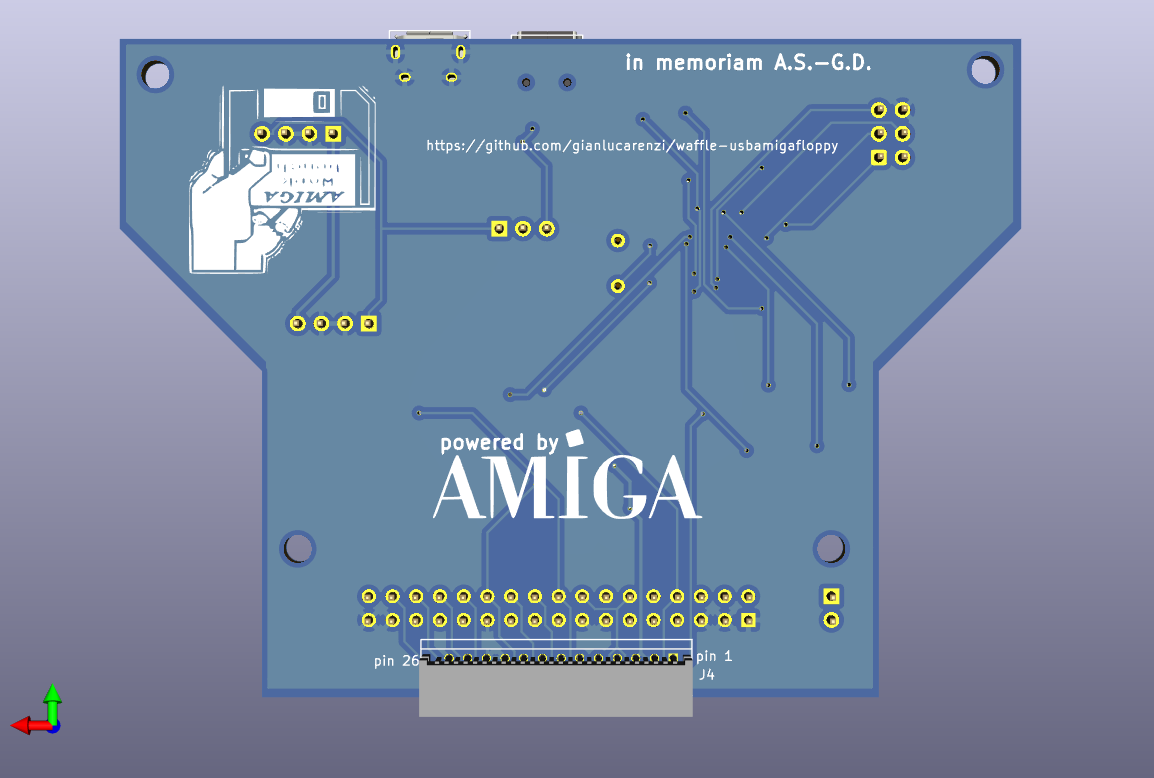 in memoriam A.S.-G.D.
https://github.com/gianlucarenzi/waffle-usbamigafloppy
AMIGA
powered by
AMIGA
pin 26
pin 1
J4